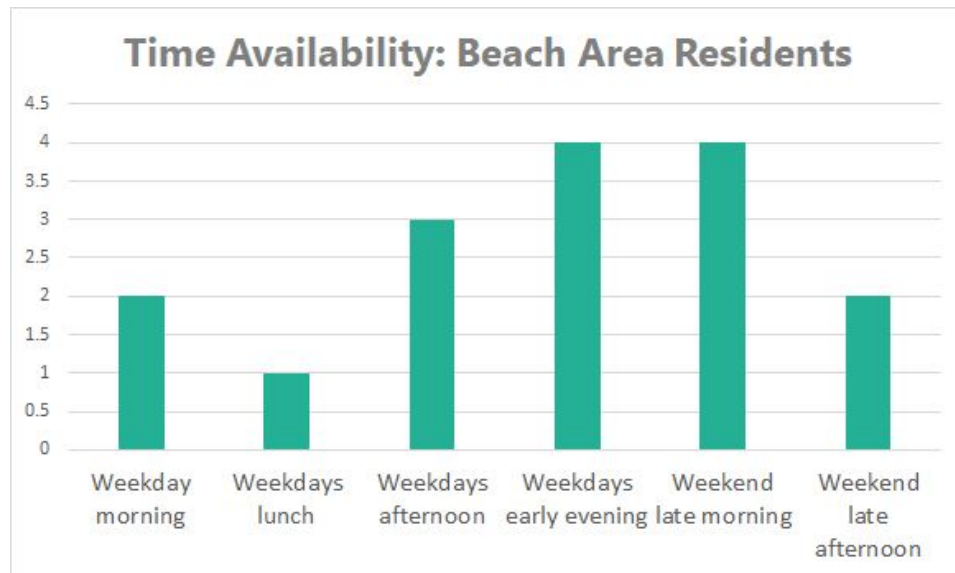 Time Availability: Beach Area Residents
4.5
4
3.5
3
2.5
2
1.5
1
0.5
0
Weekday
morning
Weekdays
lunch
Weekdays
afternoon
Weekdays
early evening
Weekend
late morning
Weekend
late
afternoon